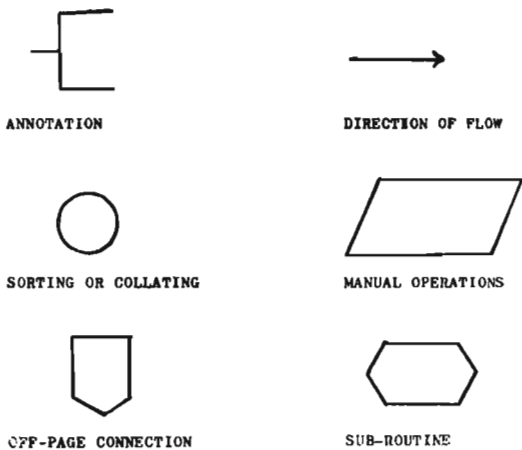 ANNOTATION
DIRECTION OF FLOW
SORTING OR COLLATING
MANUAL OPERATIONS
OFF-PAGE CONNECTION
SUB-ROUTINE